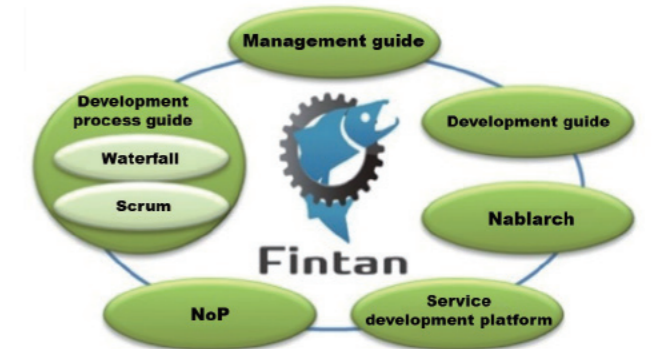 Management guide
Development
process guide
Waterfall
Scrum
Development guide
Nablarch
Fintan
NoP
Service
development platform